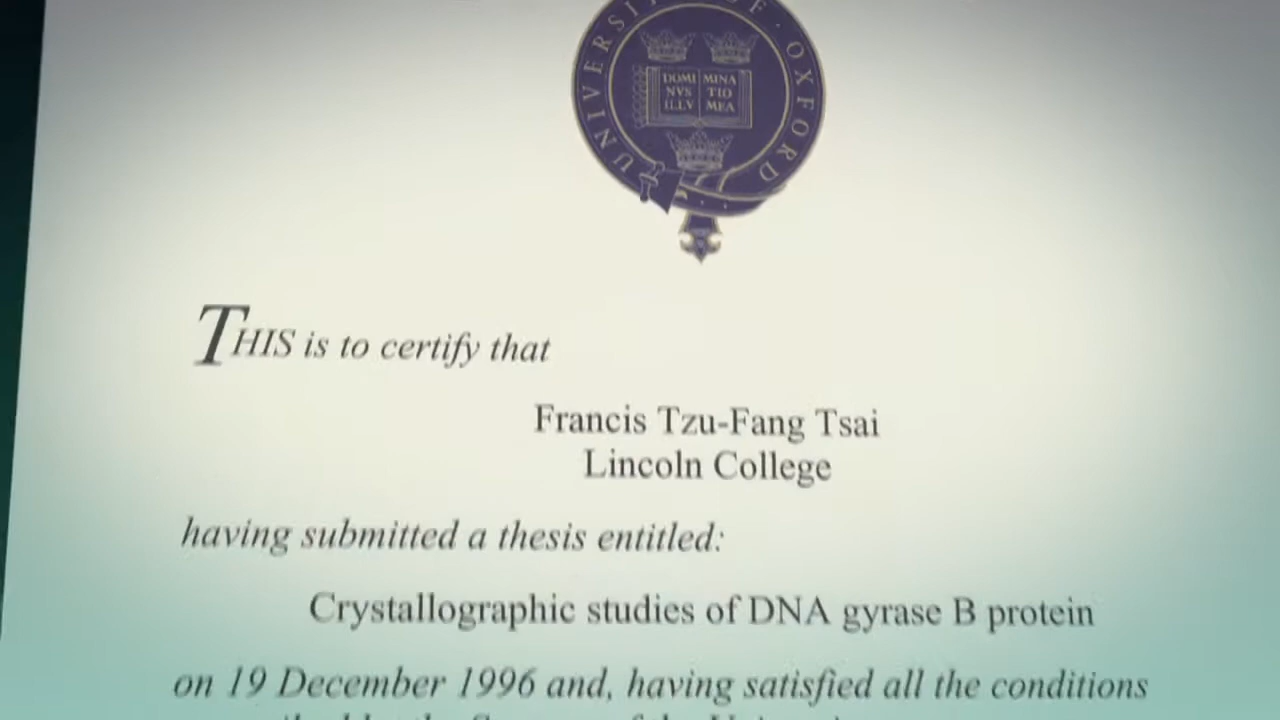 UNIVERSITY OF OXFORD
DOMI MINA
NVS TIO
ILLV MEA
THIS is to certify that
Francis Tzu-Fang Tsai
Lincoln College
having submitted a thesis entitled:
Crystallographic studies of DNA gyrase B protein
on 19 December 1996 and, having satisfied all the conditions